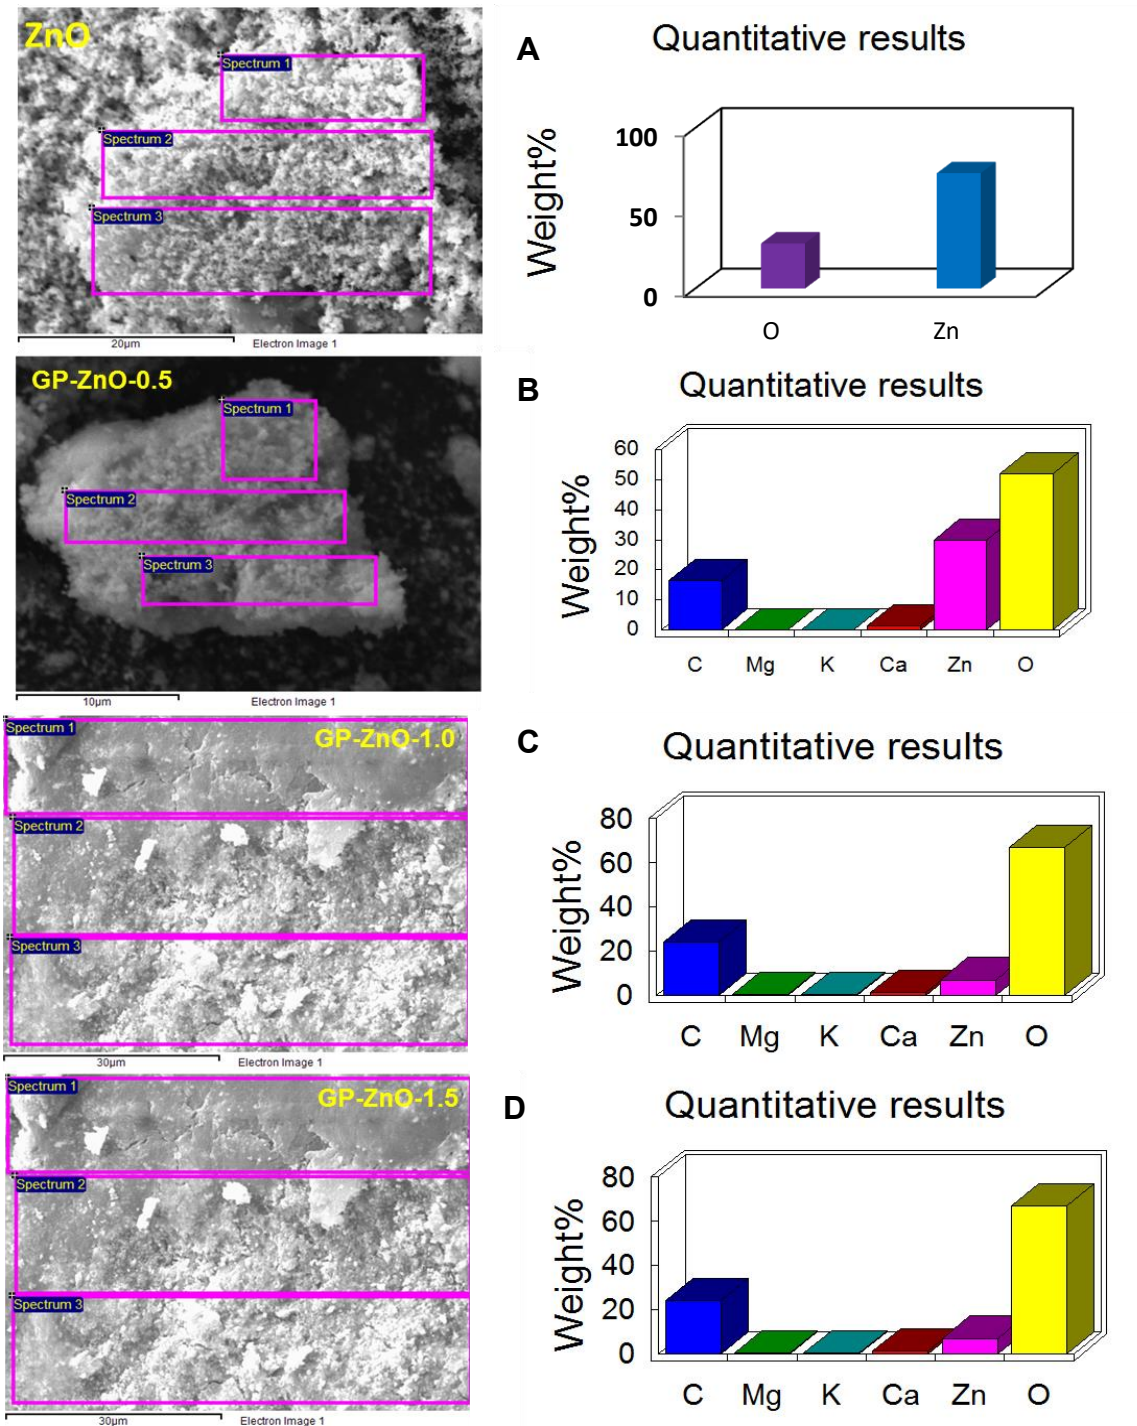 ZnO
Spectrum 1
Spectrum 2
Spectrum 3
20µm
Electron Image 1
A
Quantitative results
Weight%
100
50
0
O
Zn
GP-ZnO-0.5
Spectrum 1
Spectrum 2
Spectrum 3
10µm
Electron Image 1
B
Quantitative results
Weight%
60
50
40
30
20
10
0
C Mg K Ca Zn O
GP-ZnO-1.0
Spectrum 1
Spectrum 2
Spectrum 3
30µm
Electron Image 1
C
Quantitative results
Weight%
80
60
40
20
0
C Mg K Ca Zn O
GP-ZnO-1.5
Spectrum 1
Spectrum 2
Spectrum 3
30µm
Electron Image 1
D
Quantitative results
Weight%
80
60
40
20
0
C Mg K Ca Zn O